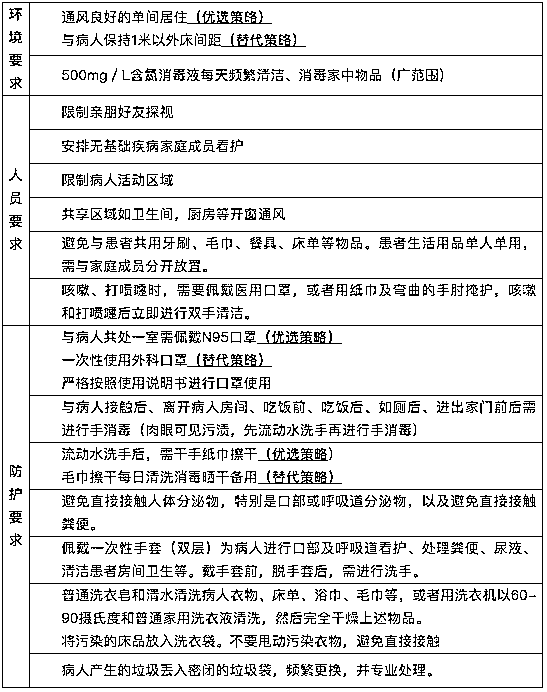 环境要求
通风良好的单间居住（优选策略）
与病人保持1米以外床间距（替代策略）
500mg／L含氯消毒液每天频繁清洁、消毒家中物品（广范围）
人员要求
限制亲朋好友探视
安排无基础疾病家庭成员看护
限制病人活动区域
共享区域如卫生间，厨房等开窗通风
避免与患者共用牙刷、毛巾、餐具、床单等物品。患者生活用品单人单用，
需与家庭成员分开放置。
咳嗽、打喷嚏时，需要佩戴医用口罩，或者用纸巾及弯曲的手肘掩护，咳嗽
和打喷嚏后立即进行双手清洁。
防护要求
与病人共处一室需佩戴N95口罩（优选策略）
一次性使用外科口罩（替代策略）
严格按照使用说明书进行口罩使用
与病人接触后、离开病人房间、吃饭前、吃饭后、如厕后、进出家门前后需
进行手消毒（肉眼可见污渍，先流动水洗手再进行手消毒）
流动水洗手后，需干手纸巾擦干（优选策略）
毛巾擦干每日清洗消毒晒干备用（替代策略）
避免直接接触人体分泌物，特别是口部或呼吸道分泌物，以及避免直接接触
粪便。
佩戴一次性手套（双层）为病人进行口部及呼吸道看护、处理粪便、尿液、
清洁患者房间卫生等。戴手套前，脱手套后，需进行洗手。
普通洗衣皂和清水清洗病人衣物、床单、浴巾、毛巾等，或者用洗衣机以60-
90摄氏度和普通家用洗衣液清洗，然后完全干燥上述物品。
将污染的床品放入洗衣袋。不要甩动污染衣物，避免直接接触
病人产生的垃圾丢入密闭的垃圾袋，频繁更换，并专业处理。